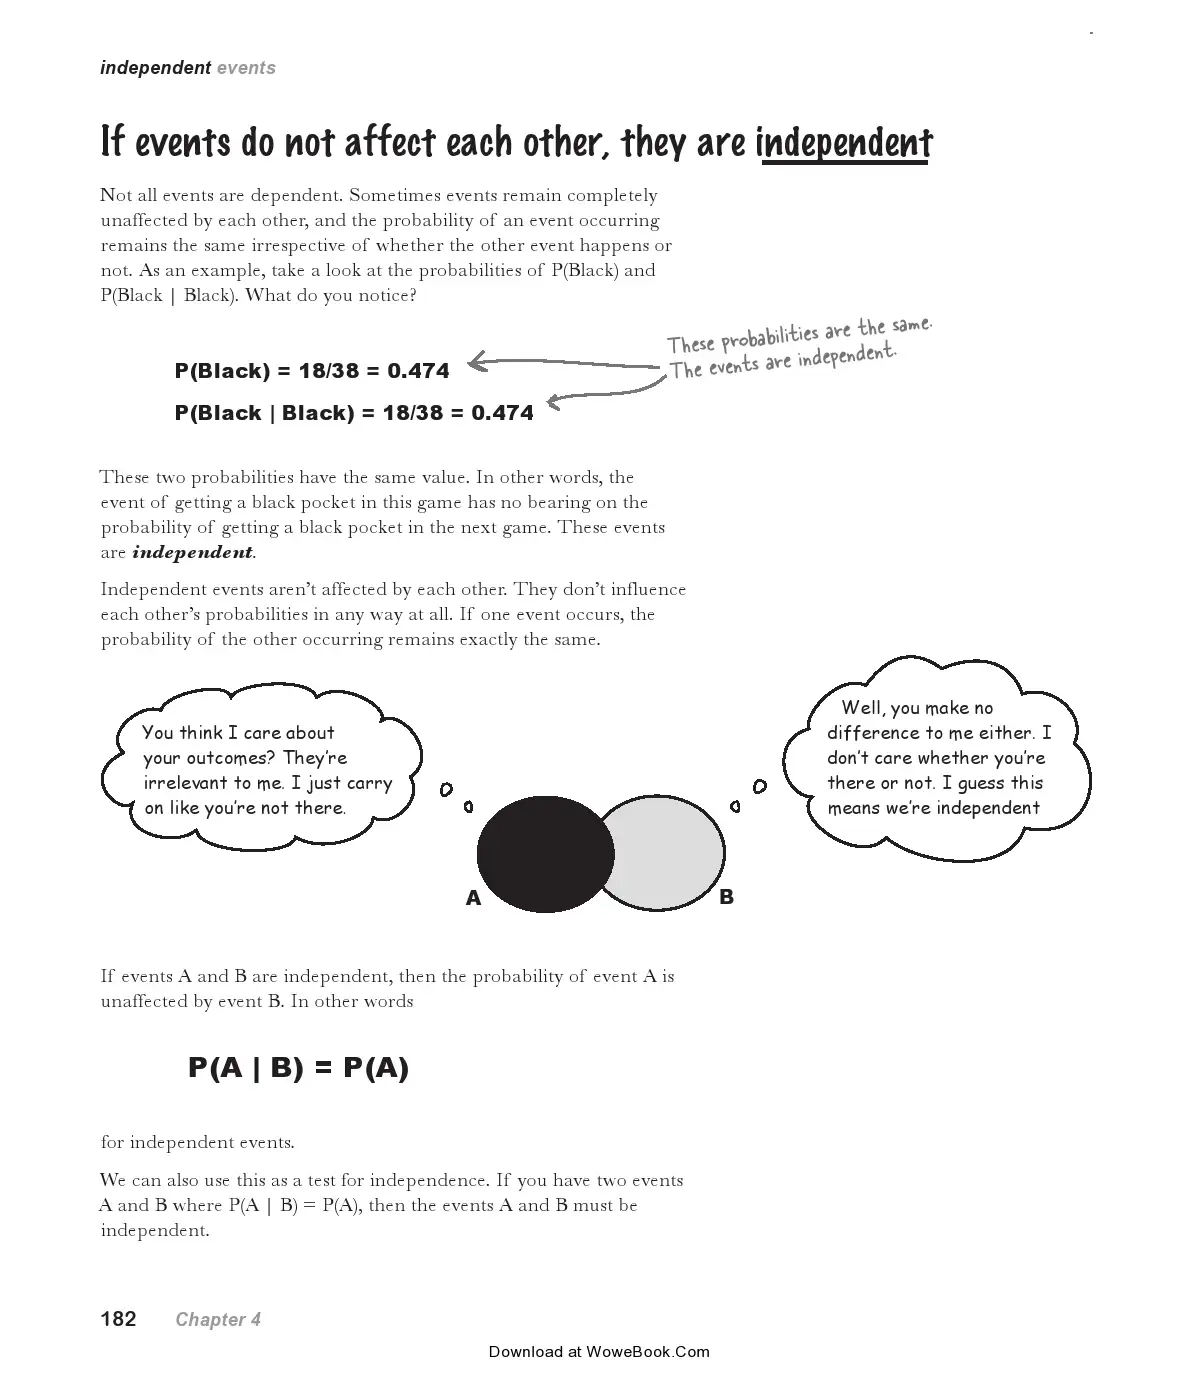 independent events
If events do not affect each other, they are independent
Not all events are dependent. Sometimes events remain completely
unaffected by each other, and the probability of an event occurring
remains the same irrespective of whether the other event happens or
not. As an example, take a look at the probabilities of P(Black) and
P(Black | Black). What do you notice?
These probabilities are the same.
The events are independent.
P(Black) = 18/38 = 0.474
P(Black | Black) = 18/38 = 0.474
These two probabilities have the same value. In other words, the
event of getting a black pocket in this game has no bearing on the
probability of getting a black pocket in the next game. These events
are independent.
Independent events aren't affected by each other. They don't influence
each other's probabilities in any way at all. If one event occurs, the
probability of the other occurring remains exactly the same.
You think I care about
your outcomes? They're
irrelevant to me. I just carry
on like you're not there.
Well, you make no
difference to me either. I
don't care whether you're
there or not. I guess this
means we're independent
A
B
If events A and B are independent, then the probability of event A is
unaffected by event B. In other words
P(A | B) = P(A)
for independent events.
We can also use this as a test for independence. If you have two events
A and B where P(A | B) = P(A), then the events A and B must be
independent.
182 Chapter 4
Download at WoweBook.Com